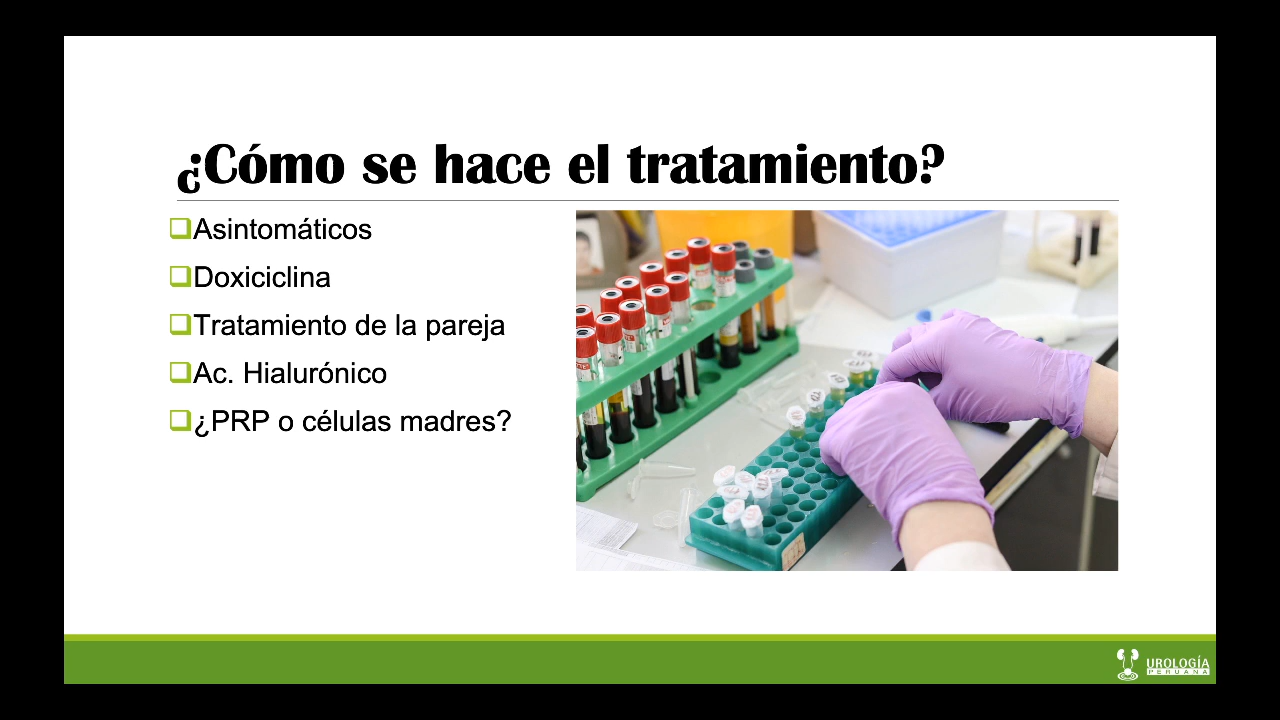 ¿Cómo se hace el tratamiento?
Asintomáticos
Doxiciclina
Tratamiento de la pareja
Ac. Hialurónico
¿PRP o células madres?
UROLOGÍA
PERUANA